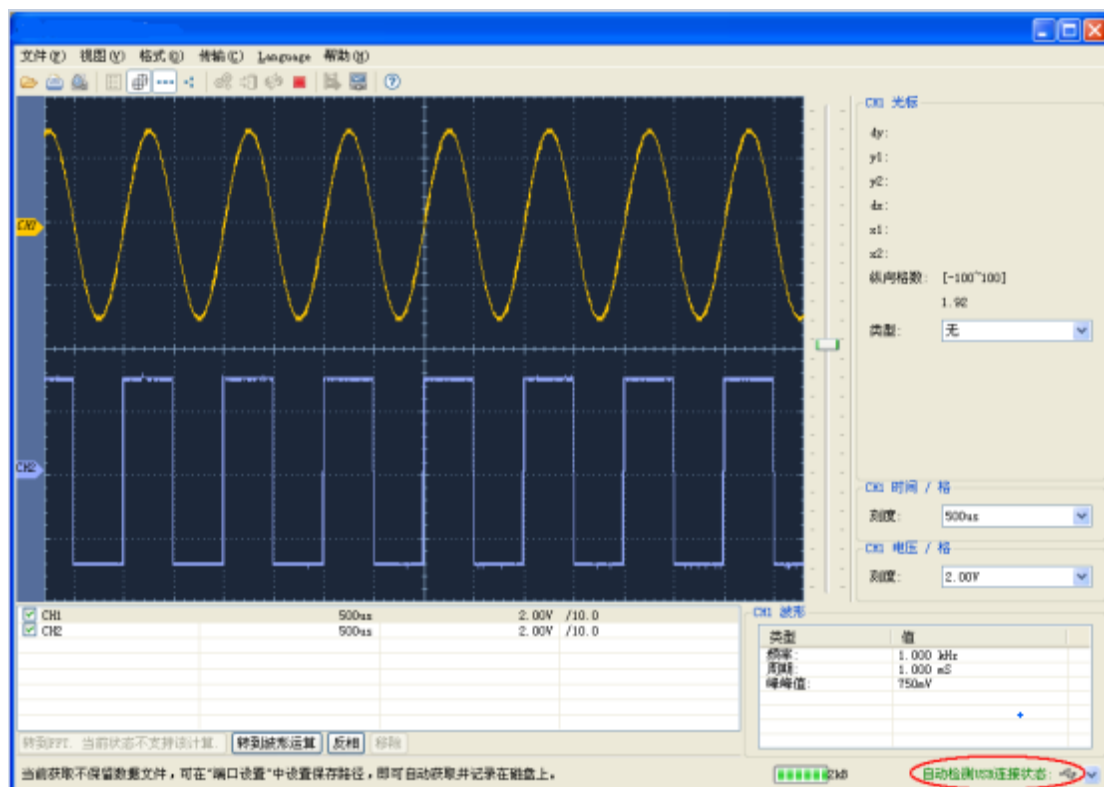 文件(F) 视图(V) 格式(O) 传输(C) Language 帮助(H)
CH1 光标
dy:
y1:
y2:
dx:
x1:
x2:
纵向格数: [-100~100]
1.92
类型: 无
CH1
CH2
CH1 时间 / 格
刻度: 500us
CH1 电压 / 格
刻度: 2.00V
CH1 500us 2.00V /10.0
CH2 500us 2.00V /10.0
CH1 波形
类型 值
频率: 1.000 kHz
周期: 1.000 mS
峰峰值: 750mV
转到FFT. 当前状态不支持该计算. 转到波形运算 反相 移除
当前获取不保留数据文件，可在"端口设置"中设置保存路径，即可自动获取并记录在磁盘上。
2kB 自动检测USB连接状态: